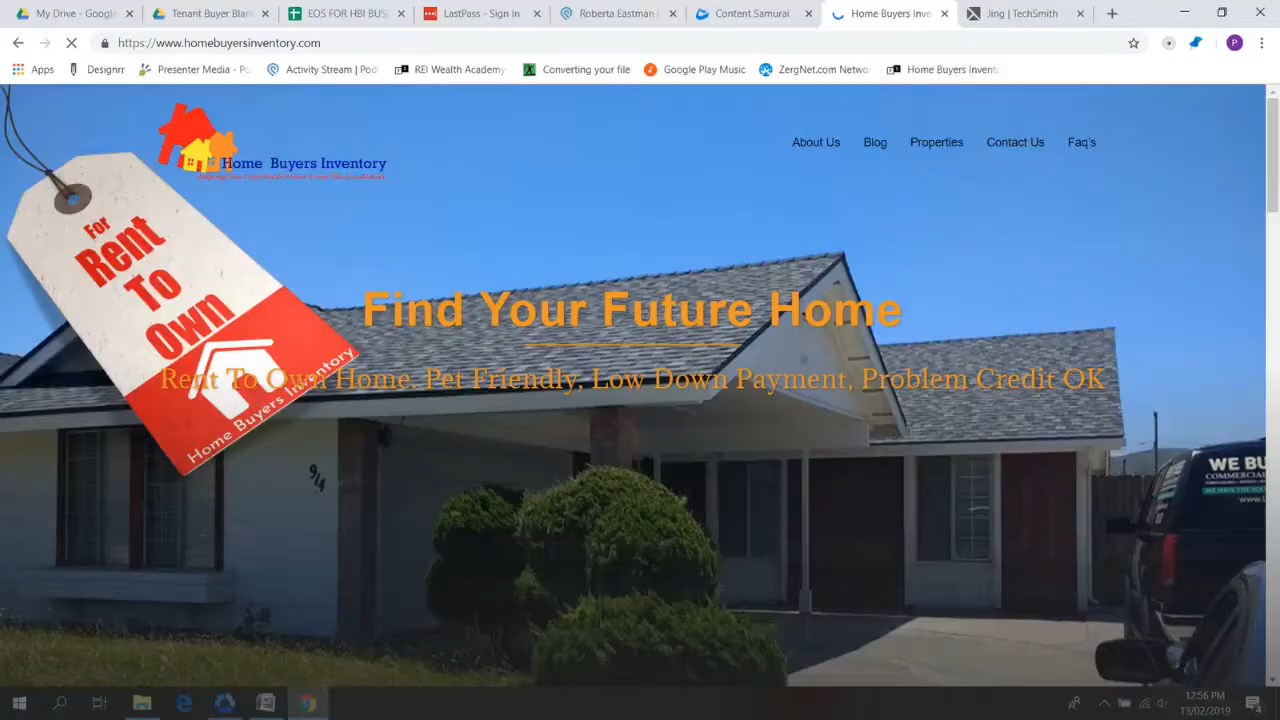 My Drive - Google
Tenant Buyer Blan
EOS FOR HBI BUS
LastPass - Sign In
Roberta Eastman |
Content Samurai
Home Buyers Inve
Jing | TechSmith
https://www.homebuyersinventory.com
P
Apps
Designrr
Presenter Media - Po
Activity Stream | Pod
REI Wealth Academy
Converting your file
Google Play Music
ZergNet.com Netwo
Home Buyers Invent
Home Buyers Inventory
About Us
Blog
Properties
Contact Us
Faq's
For
Rent
To
Own
Home Buyers Inventory
Find Your Future Home
Rent To Own Home, Pet Friendly, Low Down Payment, Problem Credit OK
914
WE BU
COMMERCIAL
www.
12:56 PM
13/02/2019
4